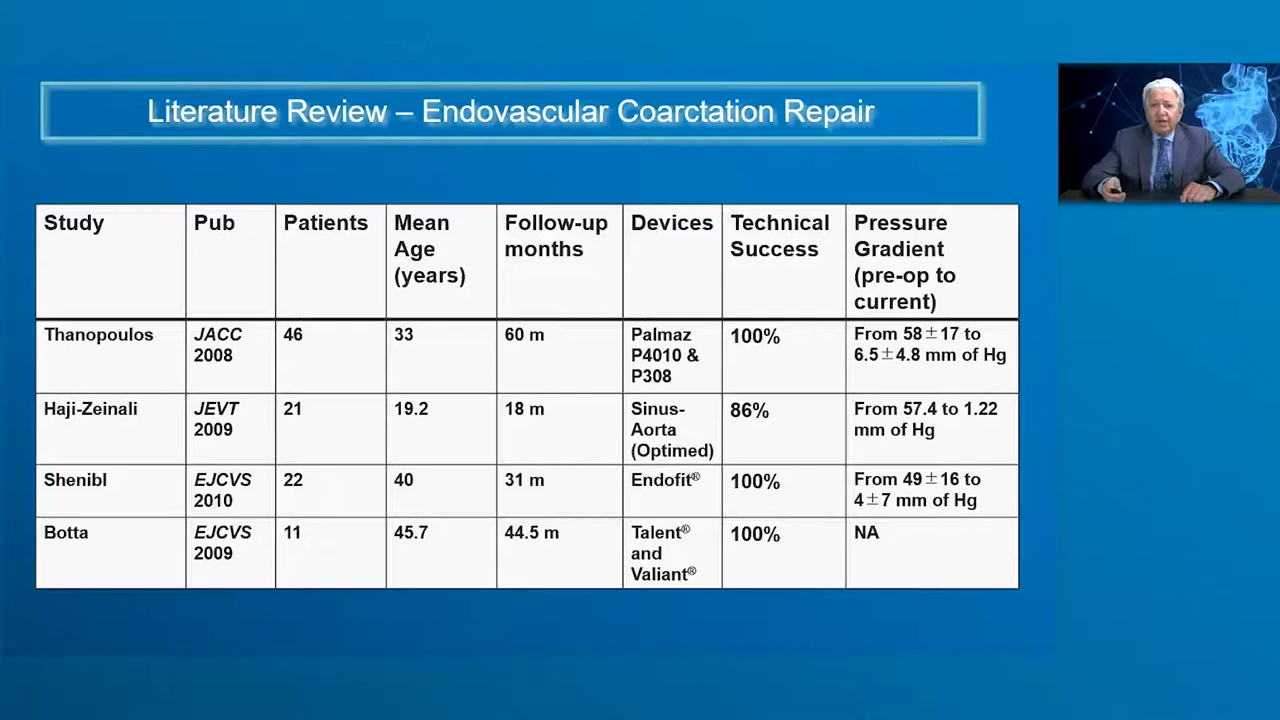 Literature Review – Endovascular Coarctation Repair
Study
Pub
Patients
Mean
Age
(years)
Follow-up
months
Devices
Technical
Success
Pressure
Gradient
(pre-op to
current)
Thanopoulos
JACC
2008
46
33
60 m
Palmaz
P4010 &
P308
100%
From 58±17 to
6.5±4.8 mm of Hg
Haji-Zeinali
JEVT
2009
21
19.2
18 m
Sinus-
Aorta
(Optimed)
86%
From 57.4 to 1.22
mm of Hg
Shenibl
EJCVS
2010
22
40
31 m
Endofit®
100%
From 49±16 to
4±7 mm of Hg
Botta
EJCVS
2009
11
45.7
44.5 m
Talent®
and
Valiant®
100%
NA